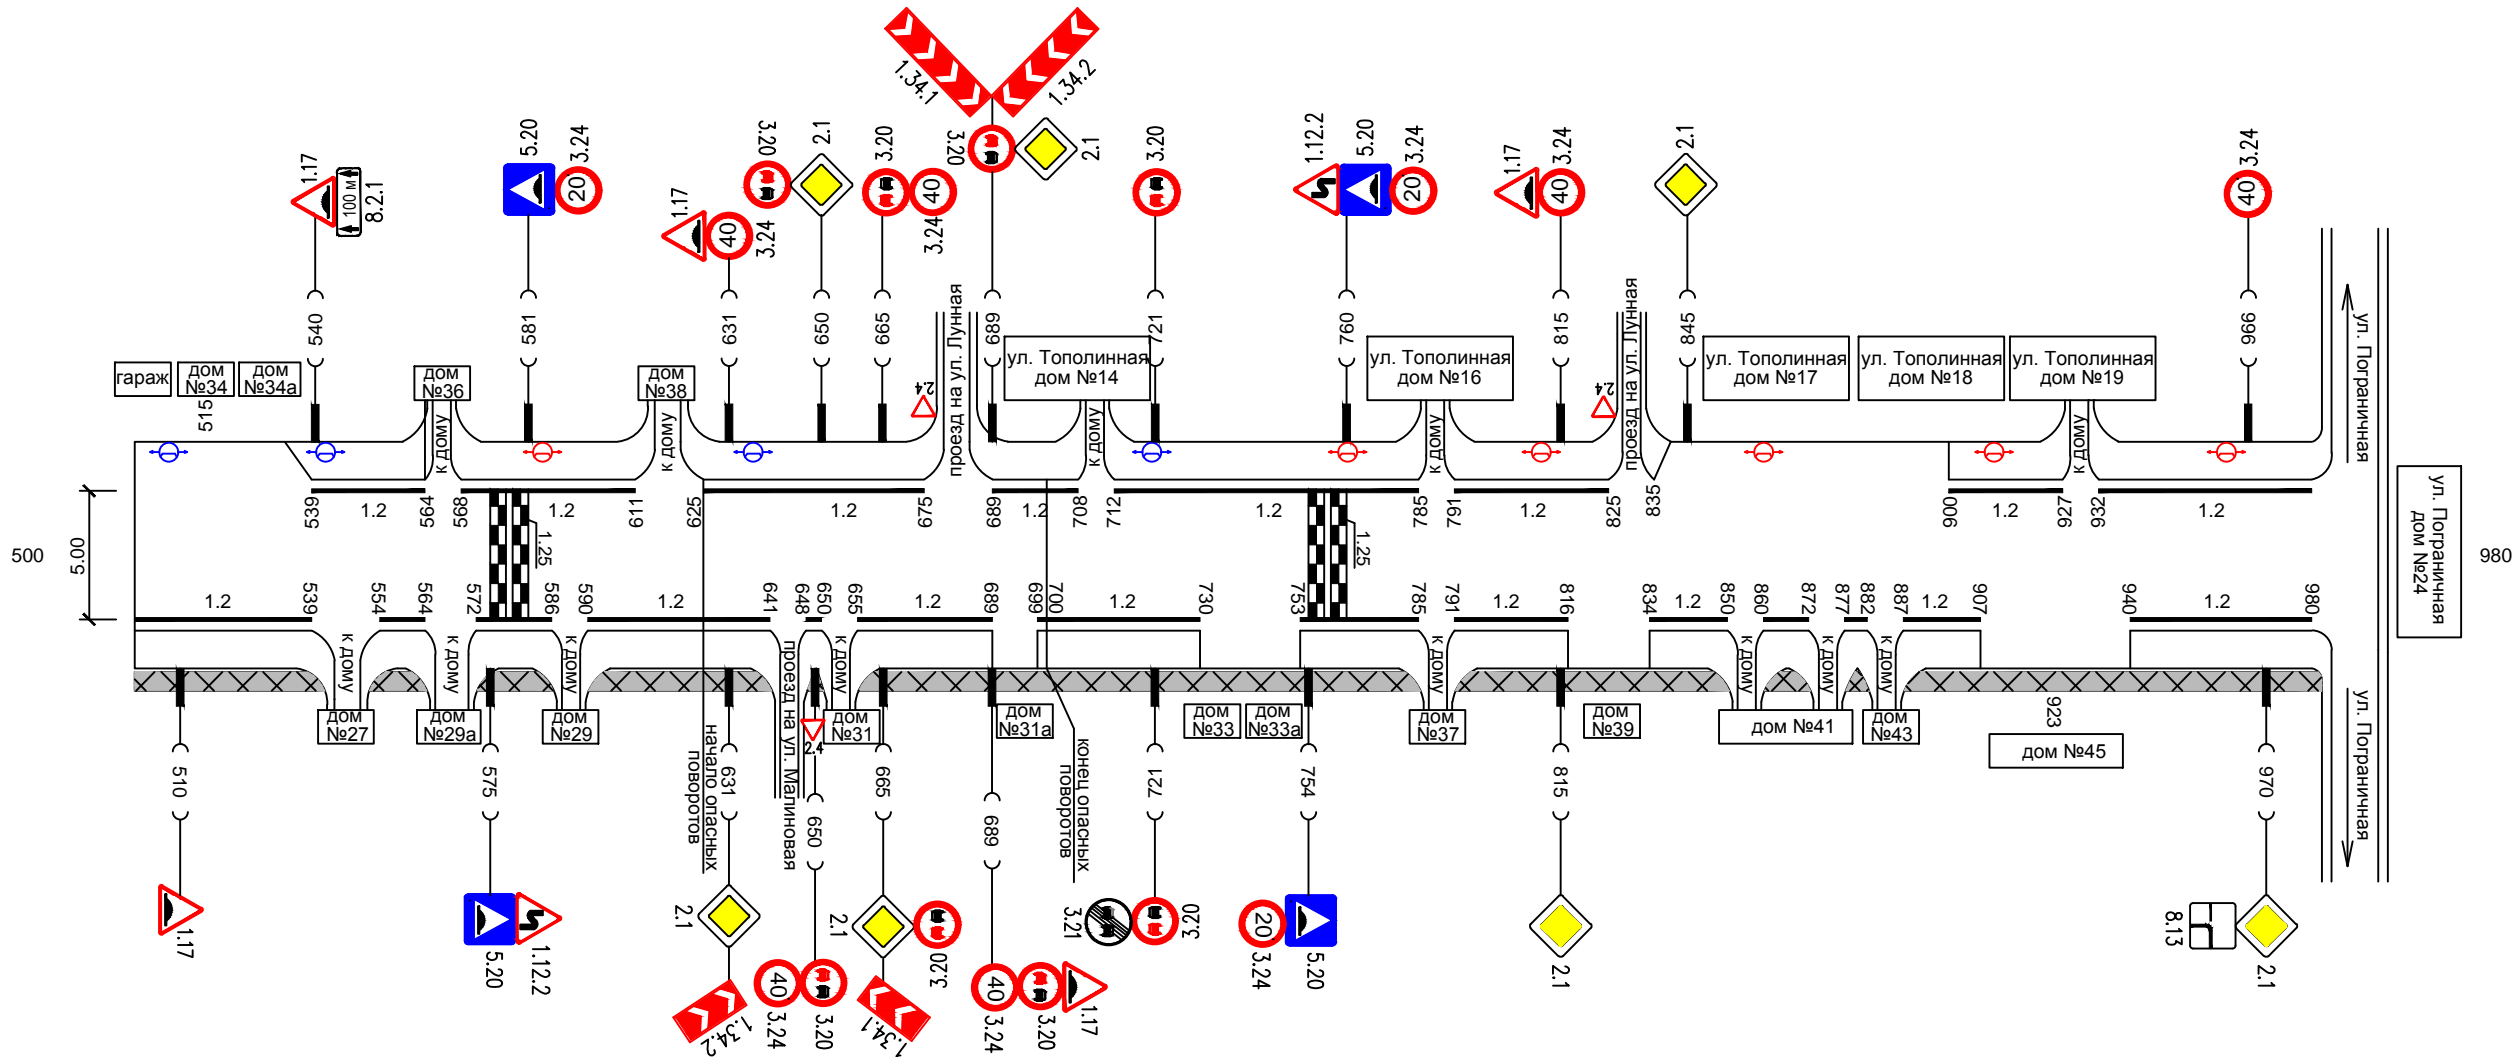 1.34.1
1.34.2
1.17
100 м
8.2.1
5.20
3.24
20
1.17
40
3.24
3.20
2.1
3.20
40
3.24
3.20
2.1
3.20
1.12.2
5.20
3.24
20
1.17
3.24
40
2.1
3.24
40
540
581
631
650
665
689
721
760
815
845
966
гараж
дом
№34
дом
№34а
515
дом
№36
к дому
дом
№38
к дому
2.4
проезд на ул. Лунная
ул. Тополинная
дом №14
к дому
ул. Тополинная
дом №16
к дому
2.4
проезд на ул. Лунная
ул. Тополинная
дом №17
ул. Тополинная
дом №18
ул. Тополинная
дом №19
к дому
ул. Пограничная
539
1.2
564
568
1.2
611
625
1.2
675
689
1.2
708
712
1.2
785
791
1.2
825
835
900
1.2
927
932
1.2
500
5.00
1.25
1.25
ул. Пограничная
дом №24
980
1.2
539
554
564
572
586
590
1.2
641
648
650
655
1.2
689
699
700
1.2
730
753
785
791
1.2
816
834
1.2
850
860
872
877
882
887
1.2
907
940
1.2
980
к дому
дом
№27
к дому
дом
№29а
к дому
дом
№29
проезд на ул. Малиновая
к дому
дом
№31
2.4
начало опасных
поворотов
дом
№31а
конец опасных
поворотов
дом
№33
дом
№33а
к дому
дом
№37
дом
№39
к дому
к дому
дом №41
к дому
дом
№43
923
дом №45
ул. Пограничная
510
575
631
650
665
689
721
754
815
970
1.17
5.20
1.12.2
2.1
1.34.2
40
3.24
3.20
2.1
3.20
1.34.1
40
3.24
3.20
1.17
3.21
3.20
20
3.24
5.20
2.1
8.13
2.1